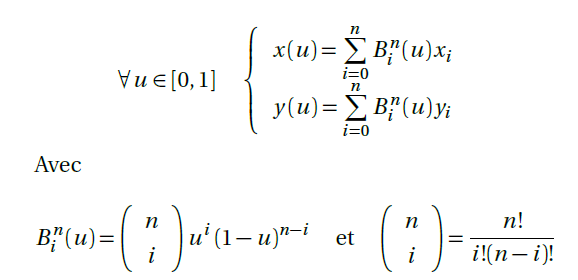 ∀ u ∈ [0, 1] { x(u) = ∑_{i=0}^{n} B_i^n(u) x_i
y(u) = ∑_{i=0}^{n} B_i^n(u) y_i
Avec
B_i^n(u) = ( n i ) u^i (1 − u)^{n−i} et ( n i ) = n! / i!(n − i)!